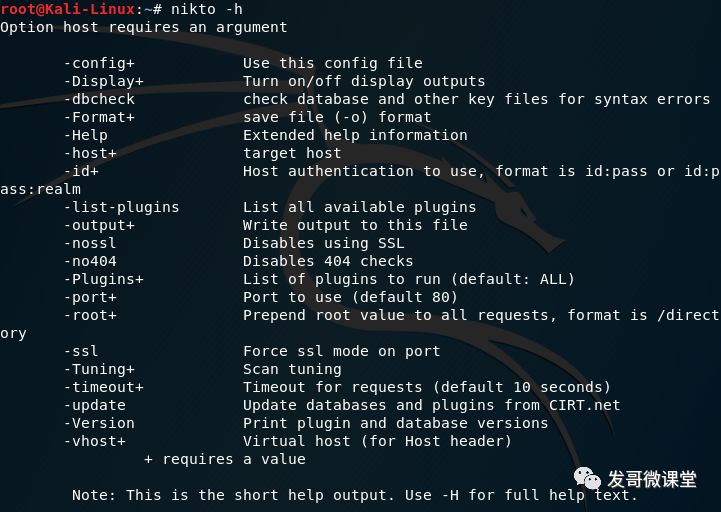 root@Kali-Linux:~# nikto -h
Option host requires an argument
-config+ Use this config file
-Display+ Turn on/off display outputs
-dbcheck check database and other key files for syntax errors
-Format+ save file (-o) format
-Help Extended help information
-host+ target host
-id+ Host authentication to use, format is id:pass or id:p
ass:realm
-list-plugins List all available plugins
-output+ Write output to this file
-nossl Disables using SSL
-no404 Disables 404 checks
-Plugins+ List of plugins to run (default: ALL)
-port+ Port to use (default 80)
-root+ Prepend root value to all requests, format is /direct
ory
-ssl Force ssl mode on port
-Tuning+ Scan tuning
-timeout+ Timeout for requests (default 10 seconds)
-update Update databases and plugins from CIRT.net
-Version Print plugin and database versions
-vhost+ Virtual host (for Host header)
+ requires a value
发哥微课堂
Note: This is the short help output. Use -H for full help text.